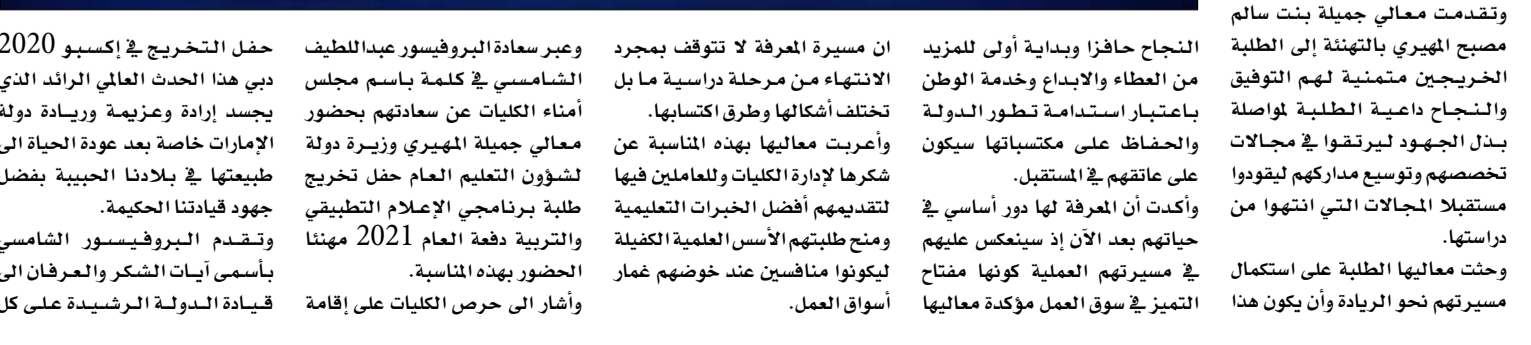 وتقدمت معالي جميلة بنت سالم
مصبح المهيري بالتهنئة إلى الطلبة
الخريجين متمنية لهم التوفيق
والنجاح داعية الطلبة لمواصلة
بذل الجهود ليرتقوا في مجالات
تخصصهم وتوسيع مداركهم ليقودوا
مستقبلا المجالات التي انتهوا من
دراستها.
وحثت معاليها الطلبة على استكمال
مسيرتهم نحو الريادة وأن يكون هذا
النجاح حافزا وبداية أولى للمزيد
من العطاء والابداع وخدمة الوطن
باعتبار استدامة تطور الدولة
والحفاظ على مكتسباتها سيكون
على عاتقهم في المستقبل.
وأكدت أن المعرفة لها دور أساسي في
حياتهم بعد الآن إذ سينعكس عليهم
في مسيرتهم العملية كونها مفتاح
التميز في سوق العمل مؤكدة معاليها
ان مسيرة المعرفة لا تتوقف بمجرد
الانتهاء من مرحلة دراسية ما بل
تختلف أشكالها وطرق اكتسابها.
وأعربت معاليها بهذه المناسبة عن
شكرها لإدارة الكليات وللعاملين فيها
لتقديمهم أفضل الخبرات التعليمية
ومنح طلبتهم الأسس العلمية الكفيلة
ليكونوا منافسين عند خوضهم غمار
أسواق العمل.
وعبر سعادة البروفيسور عبداللطيف
الشامسي في كلمة باسم مجلس
أمناء الكليات عن سعادتهم بحضور
معالي جميلة المهيري وزيرة دولة
لشؤون التعليم العام حفل تخريج
طلبة برنامجي الإعلام التطبيقي
والتربية دفعة العام 2021 مهنئا
الحضور بهذه المناسبة.
وأشار الى حرص الكليات على إقامة
حفل التخريج في إكسبو 2020
دبي هذا الحدث العالمي الرائد الذي
يجسد إرادة وعزيمة وريادة دولة
الإمارات خاصة بعد عودة الحياة الى
طبيعتها في بلادنا الحبيبة بفضل
جهود قيادتنا الحكيمة.
وتقدم البروفيسور الشامسي
بأسمى آيات الشكر والعرفان الى
قيادة الدولة الرشيدة على كل